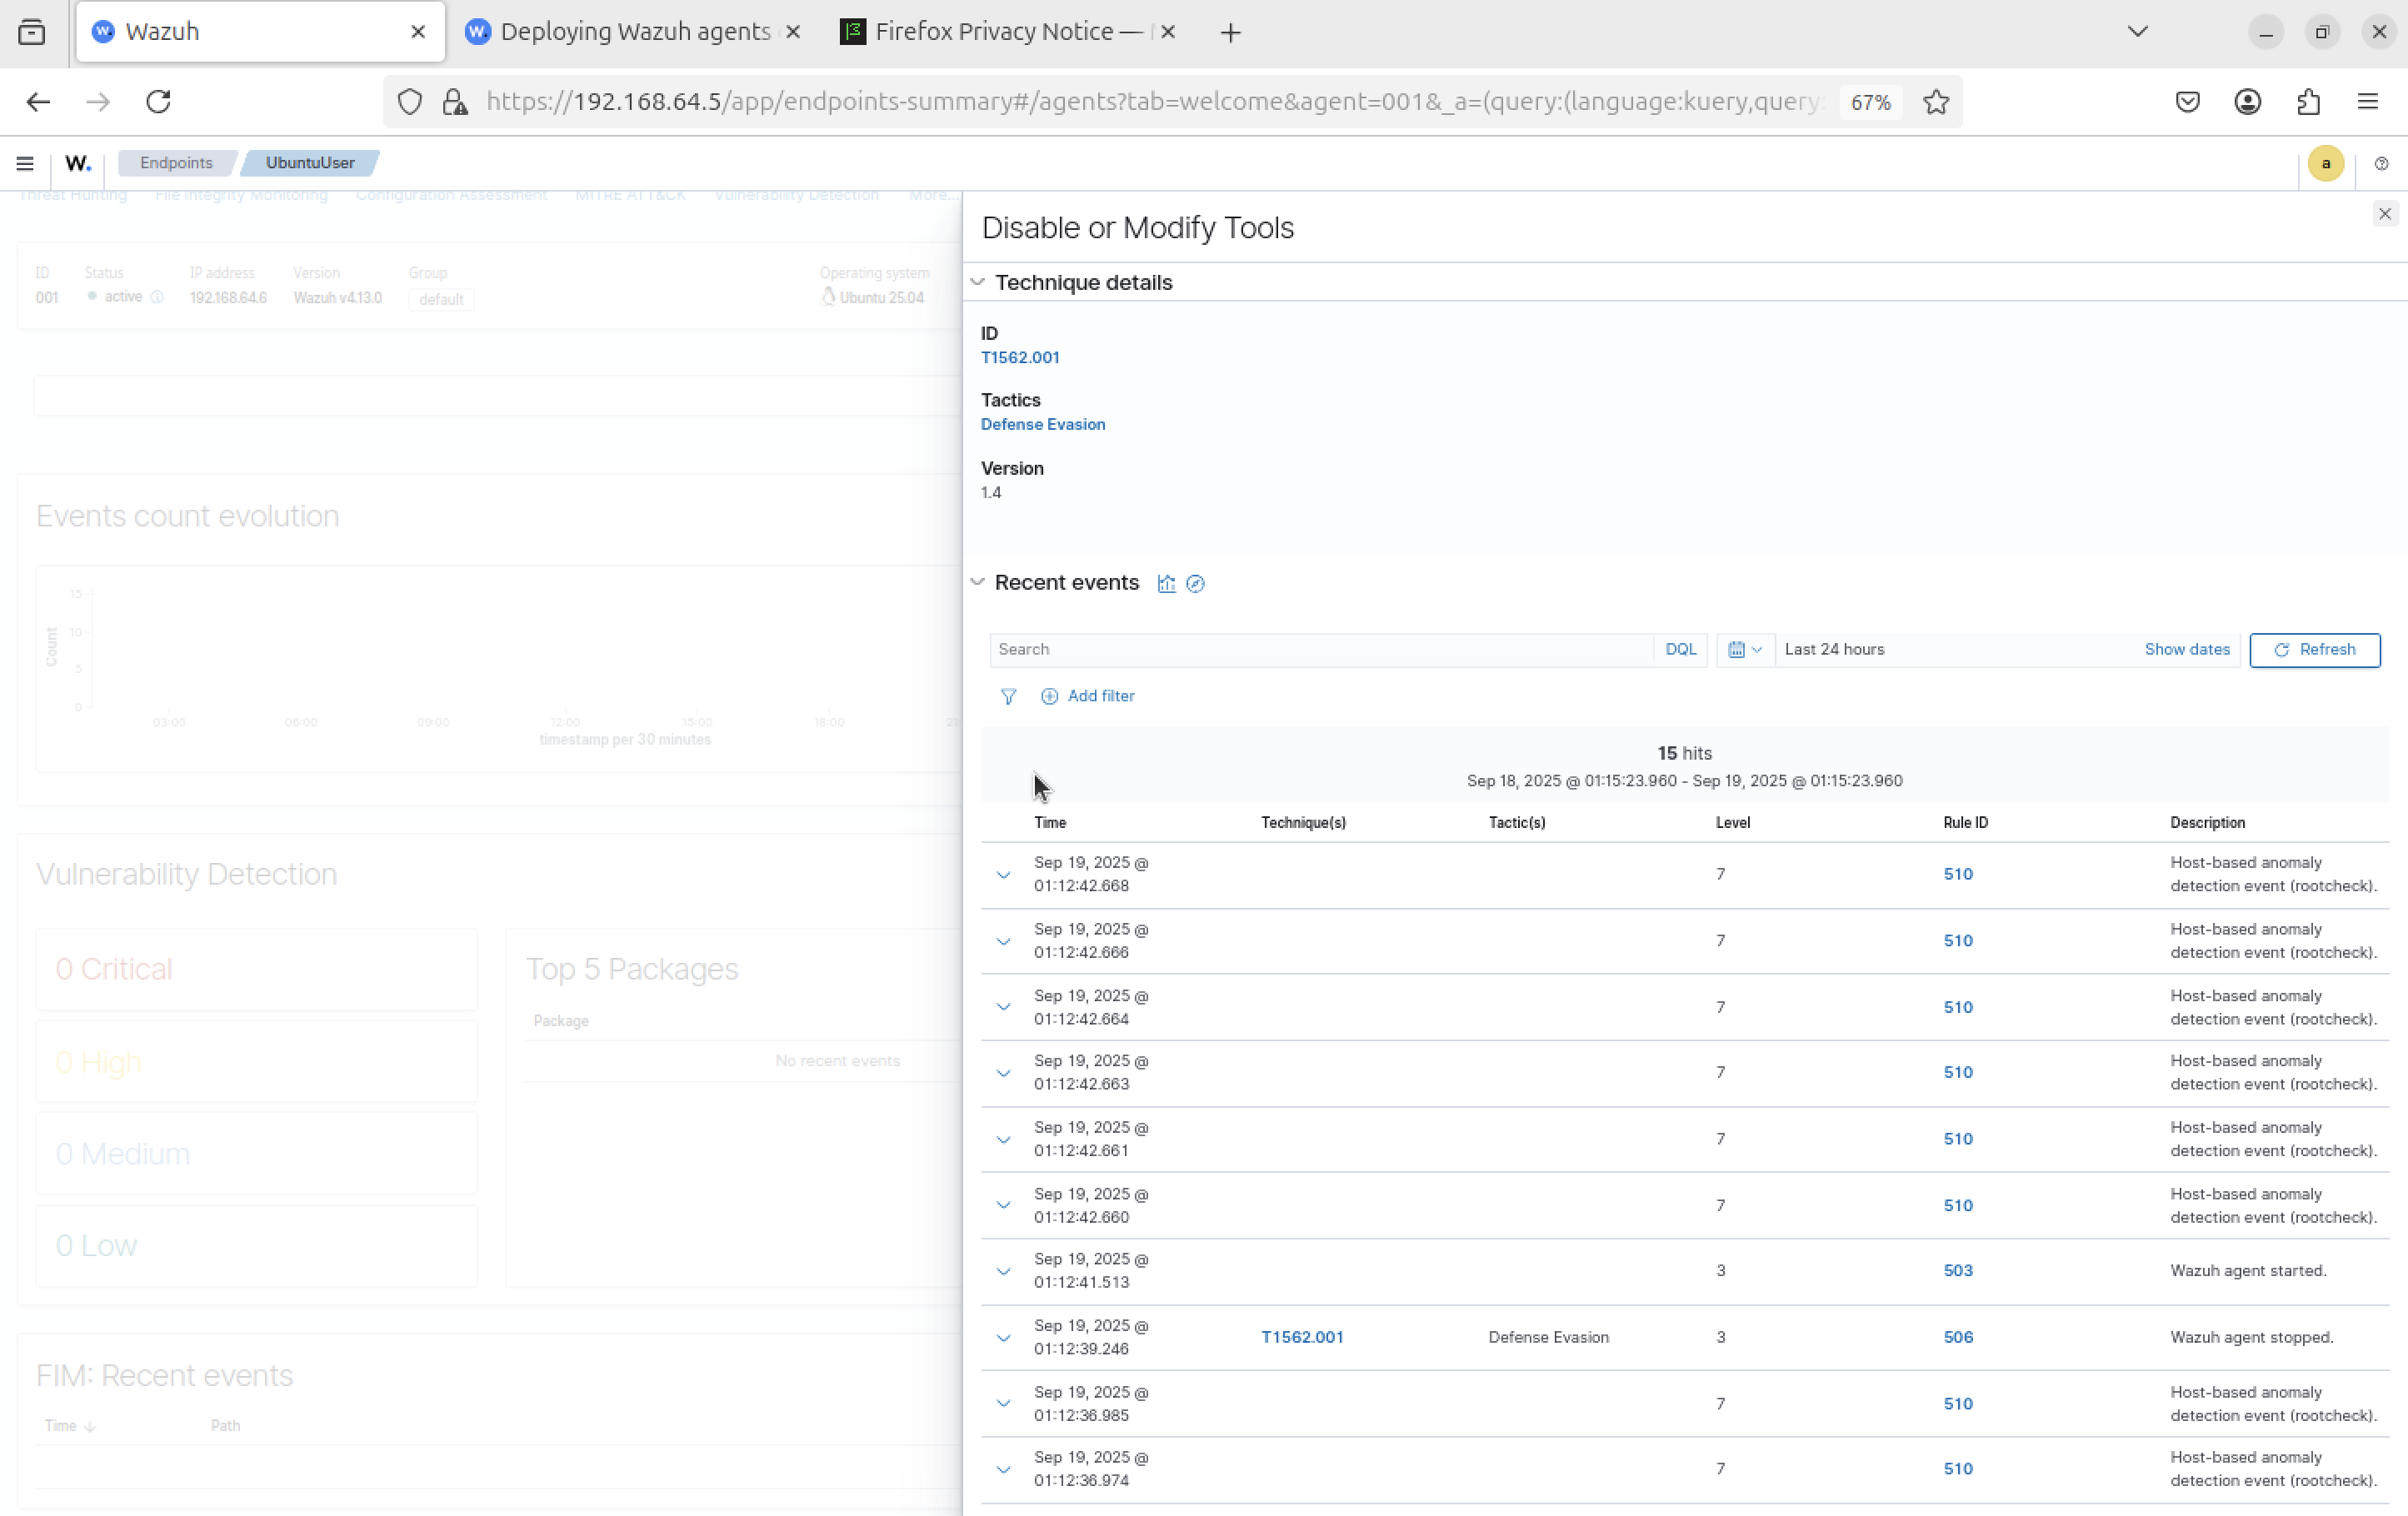 Wazuh
Deploying Wazuh agents
Firefox Privacy Notice —
https://192.168.64.5/app/endpoints-summary#/agents?tab=welcome&agent=001&_a=(query:(language:kuery,query:
67%
W.
Endpoints
UbuntuUser
a
Threat Hunting File Integrity Monitoring Configuration Assessment MITRE ATT&CK Vulnerability Detection More...
ID Status IP address Version Group Operating system
001 active 192.168.64.6 Wazuh v4.13.0 default Ubuntu 25.04
Events count evolution
Count
15
10
5
0
03:00 06:00 09:00 12:00 15:00 18:00 21
timestamp per 30 minutes
Vulnerability Detection
0 Critical
0 High
0 Medium
0 Low
Top 5 Packages
Package
No recent events
FIM: Recent events
Time Path
Disable or Modify Tools
Technique details
ID
T1562.001
Tactics
Defense Evasion
Version
1.4
Recent events
Search DQL Last 24 hours Show dates Refresh
Add filter
15 hits
Sep 18, 2025 @ 01:15:23.960 - Sep 19, 2025 @ 01:15:23.960
Time Technique(s) Tactic(s) Level Rule ID Description
Sep 19, 2025 @ 01:12:42.668 7 510 Host-based anomaly detection event (rootcheck).
Sep 19, 2025 @ 01:12:42.666 7 510 Host-based anomaly detection event (rootcheck).
Sep 19, 2025 @ 01:12:42.664 7 510 Host-based anomaly detection event (rootcheck).
Sep 19, 2025 @ 01:12:42.663 7 510 Host-based anomaly detection event (rootcheck).
Sep 19, 2025 @ 01:12:42.661 7 510 Host-based anomaly detection event (rootcheck).
Sep 19, 2025 @ 01:12:42.660 7 510 Host-based anomaly detection event (rootcheck).
Sep 19, 2025 @ 01:12:41.513 3 503 Wazuh agent started.
Sep 19, 2025 @ 01:12:39.246 T1562.001 Defense Evasion 3 506 Wazuh agent stopped.
Sep 19, 2025 @ 01:12:36.985 7 510 Host-based anomaly detection event (rootcheck).
Sep 19, 2025 @ 01:12:36.974 7 510 Host-based anomaly detection event (rootcheck).